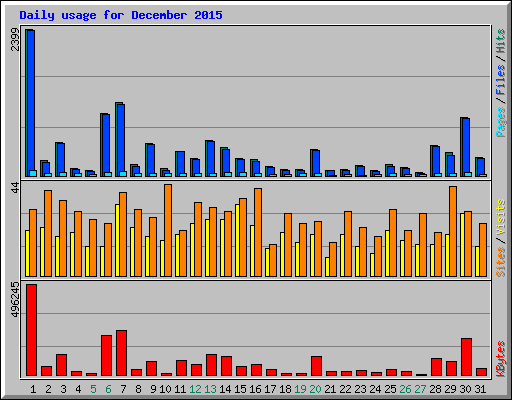 Daily usage for December 2015
2399
Pages / Files / Hits
44
Sites / Visits
496245
KBytes
1 2 3 4 5 6 7 8 9 10 11 12 13 14 15 16 17 18 19 20 21 22 23 24 25 26 27 28 29 30 31